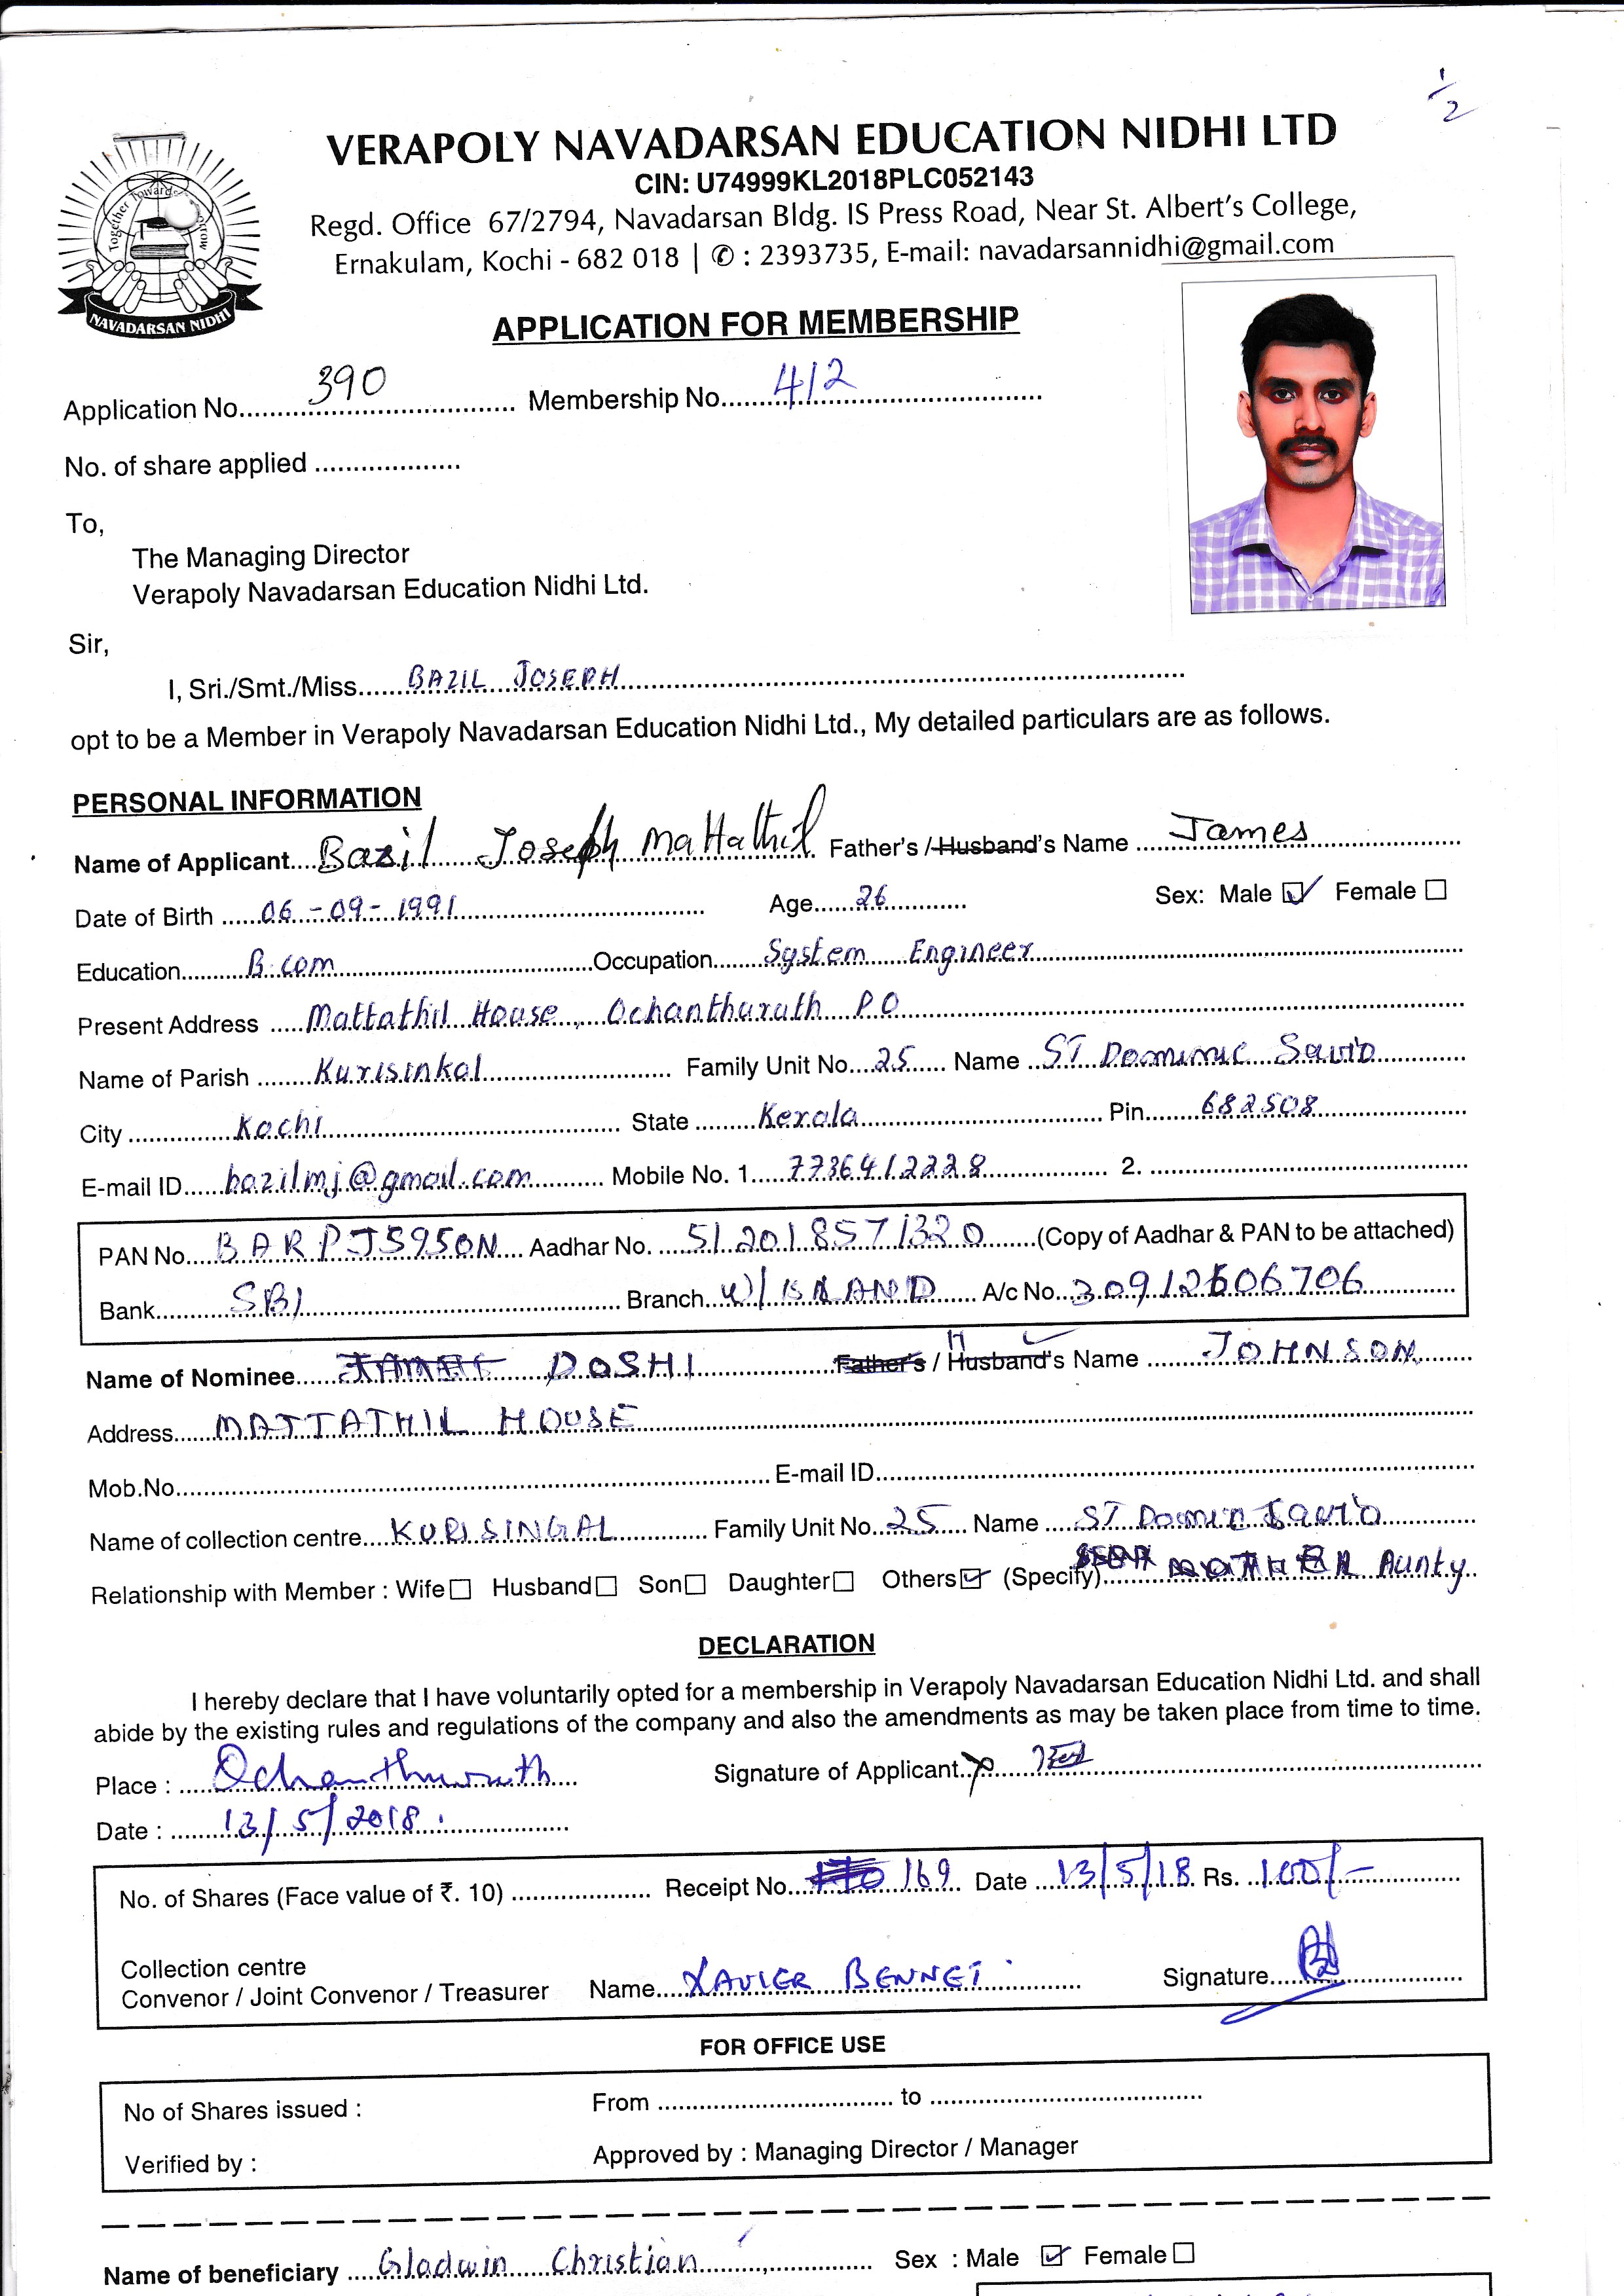 1/2
VERAPOLY NAVADARSAN EDUCATION NIDHI LTD
CIN: U74999KL2018PLC052143
Regd. Office 67/2794, Navadarsan Bldg. IS Press Road, Near St. Albert's College,
Ernakulam, Kochi - 682 018 | ✆ : 2393735, E-mail: navadarsannidhi@gmail.com
Together Towards
NAVADARSAN NIDHI
APPLICATION FOR MEMBERSHIP
Application No. 390 Membership No. 412
No. of share applied
To,
The Managing Director
Verapoly Navadarsan Education Nidhi Ltd.
Sir,
I, Sri./Smt./Miss. BAZIL JOSEPH
opt to be a Member in Verapoly Navadarsan Education Nidhi Ltd., My detailed particulars are as follows.
PERSONAL INFORMATION
Name of Applicant Bazil Joseph Mattathil Father's / Husband's Name James
Date of Birth 06-09-1991 Age 26 Sex: Male ☑ Female ☐
Education B.com Occupation System Engineer
Present Address Mattathil House, Ochanthuruth PO
Name of Parish Kurisinkal Family Unit No. 25 Name ST Dominic Savio
City Kochi State Kerala Pin 682508
E-mail ID bazilmj@gmail.com Mobile No. 1 7736412228 2.
PAN No. BARPJ5950N Aadhar No. 512018571320 (Copy of Aadhar & PAN to be attached)
Bank SBI Branch W/ISLAND A/c No. 30912606706
Name of Nominee DOSHI Father's / Husband's Name JOHNSON
Address MATTATHIL HOUSE
Mob.No. E-mail ID
Name of collection centre KURISINGAL Family Unit No. 25 Name ST Dominic Savio
Relationship with Member : Wife ☐ Husband ☐ Son ☐ Daughter ☐ Others ☑ (Specify) MOTHER Aunty
DECLARATION
I hereby declare that I have voluntarily opted for a membership in Verapoly Navadarsan Education Nidhi Ltd. and shall
abide by the existing rules and regulations of the company and also the amendments as may be taken place from time to time.
Place : Ochanthuruth Signature of Applicant
Date : 13/5/2018.
No. of Shares (Face value of ₹. 10) Receipt No. 169 Date 13/5/18 Rs. 100/-
Collection centre
Convenor / Joint Convenor / Treasurer Name XAVIER BENNET Signature
FOR OFFICE USE
No of Shares issued : From to
Verified by : Approved by : Managing Director / Manager
Name of beneficiary Gladwin Christian Sex : Male ☑ Female ☐